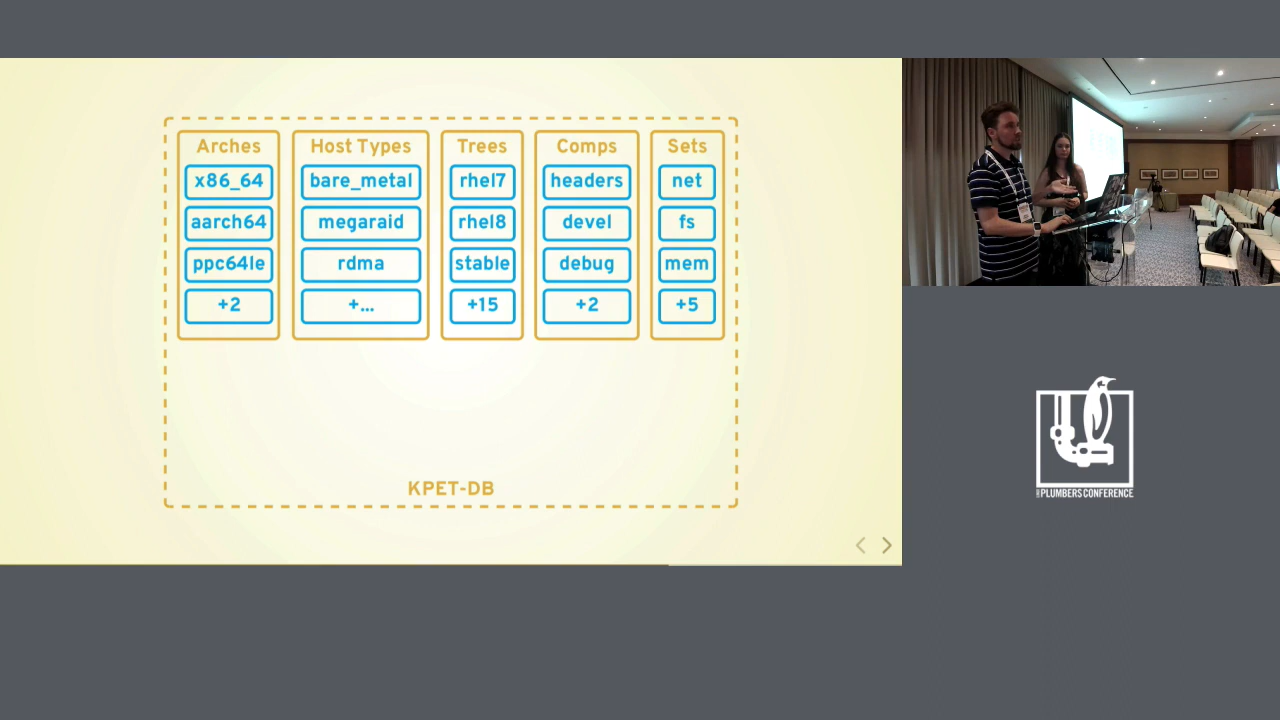 Arches
x86_64
aarch64
ppc64le
+2
Host Types
bare_metal
megaraid
rdma
+...
Trees
rhel7
rhel8
stable
+15
Comps
headers
devel
debug
+2
Sets
net
fs
mem
+5
KPET-DB
PLUMBERS CONFERENCE